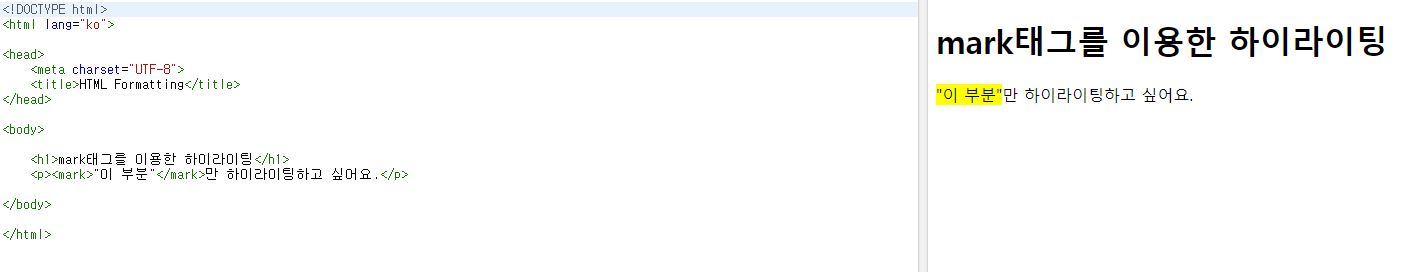 <!DOCTYPE html>
<html lang="ko">
<head>
<meta charset="UTF-8">
<title>HTML Formatting</title>
</head>
<body>
<h1>mark태그를 이용한 하이라이팅</h1>
<p><mark>"이 부분"</mark>만 하이라이팅하고 싶어요.</p>
</body>
</html>
mark태그를 이용한 하이라이팅
"이 부분"만 하이라이팅하고 싶어요.